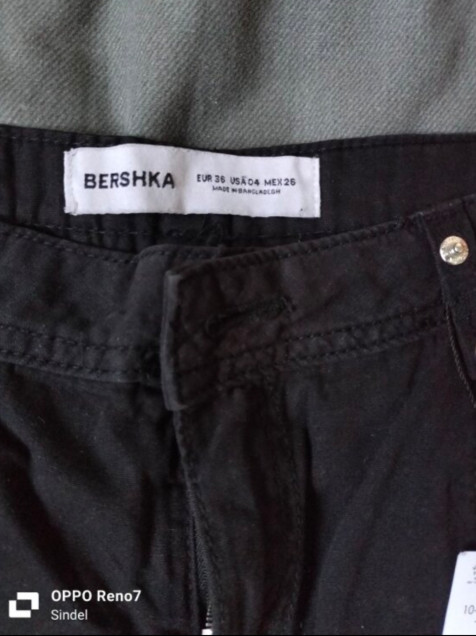 BERSHKA
EUR 36 USA 04 MEX 26
MADE IN BANGLADESH
OPPO Reno7
Sindel